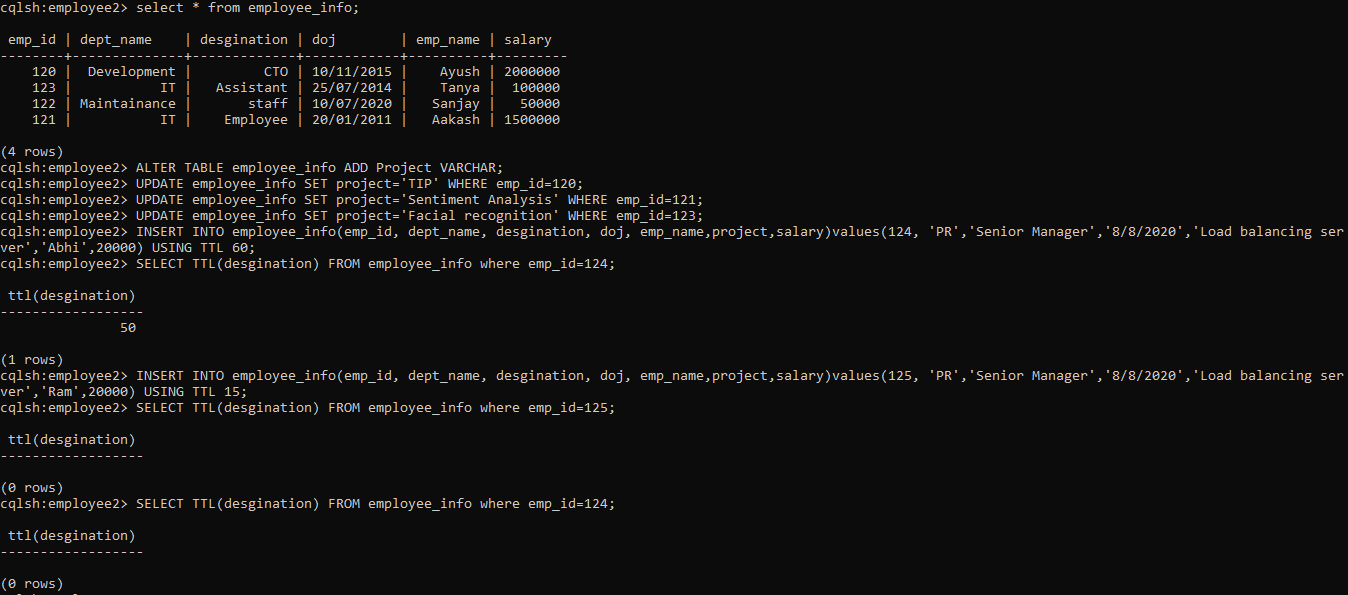 cqlsh:employee2> select * from employee_info;
emp_id | dept_name | desgination | doj | emp_name | salary
--------+--------------+-------------+------------+----------+---------
120 | Development | CTO | 10/11/2015 | Ayush | 2000000
123 | IT | Assistant | 25/07/2014 | Tanya | 100000
122 | Maintainance | staff | 10/07/2020 | Sanjay | 50000
121 | IT | Employee | 20/01/2011 | Aakash | 1500000
(4 rows)
cqlsh:employee2> ALTER TABLE employee_info ADD Project VARCHAR;
cqlsh:employee2> UPDATE employee_info SET project='TIP' WHERE emp_id=120;
cqlsh:employee2> UPDATE employee_info SET project='Sentiment Analysis' WHERE emp_id=121;
cqlsh:employee2> UPDATE employee_info SET project='Facial recognition' WHERE emp_id=123;
cqlsh:employee2> INSERT INTO employee_info(emp_id, dept_name, desgination, doj, emp_name,project,salary)values(124, 'PR','Senior Manager','8/8/2020','Load balancing ser
ver','Abhi',20000) USING TTL 60;
cqlsh:employee2> SELECT TTL(desgination) FROM employee_info where emp_id=124;
ttl(desgination)
------------------
50
(1 rows)
cqlsh:employee2> INSERT INTO employee_info(emp_id, dept_name, desgination, doj, emp_name,project,salary)values(125, 'PR','Senior Manager','8/8/2020','Load balancing ser
ver','Ram',20000) USING TTL 15;
cqlsh:employee2> SELECT TTL(desgination) FROM employee_info where emp_id=125;
ttl(desgination)
------------------
(0 rows)
cqlsh:employee2> SELECT TTL(desgination) FROM employee_info where emp_id=124;
ttl(desgination)
------------------
(0 rows)